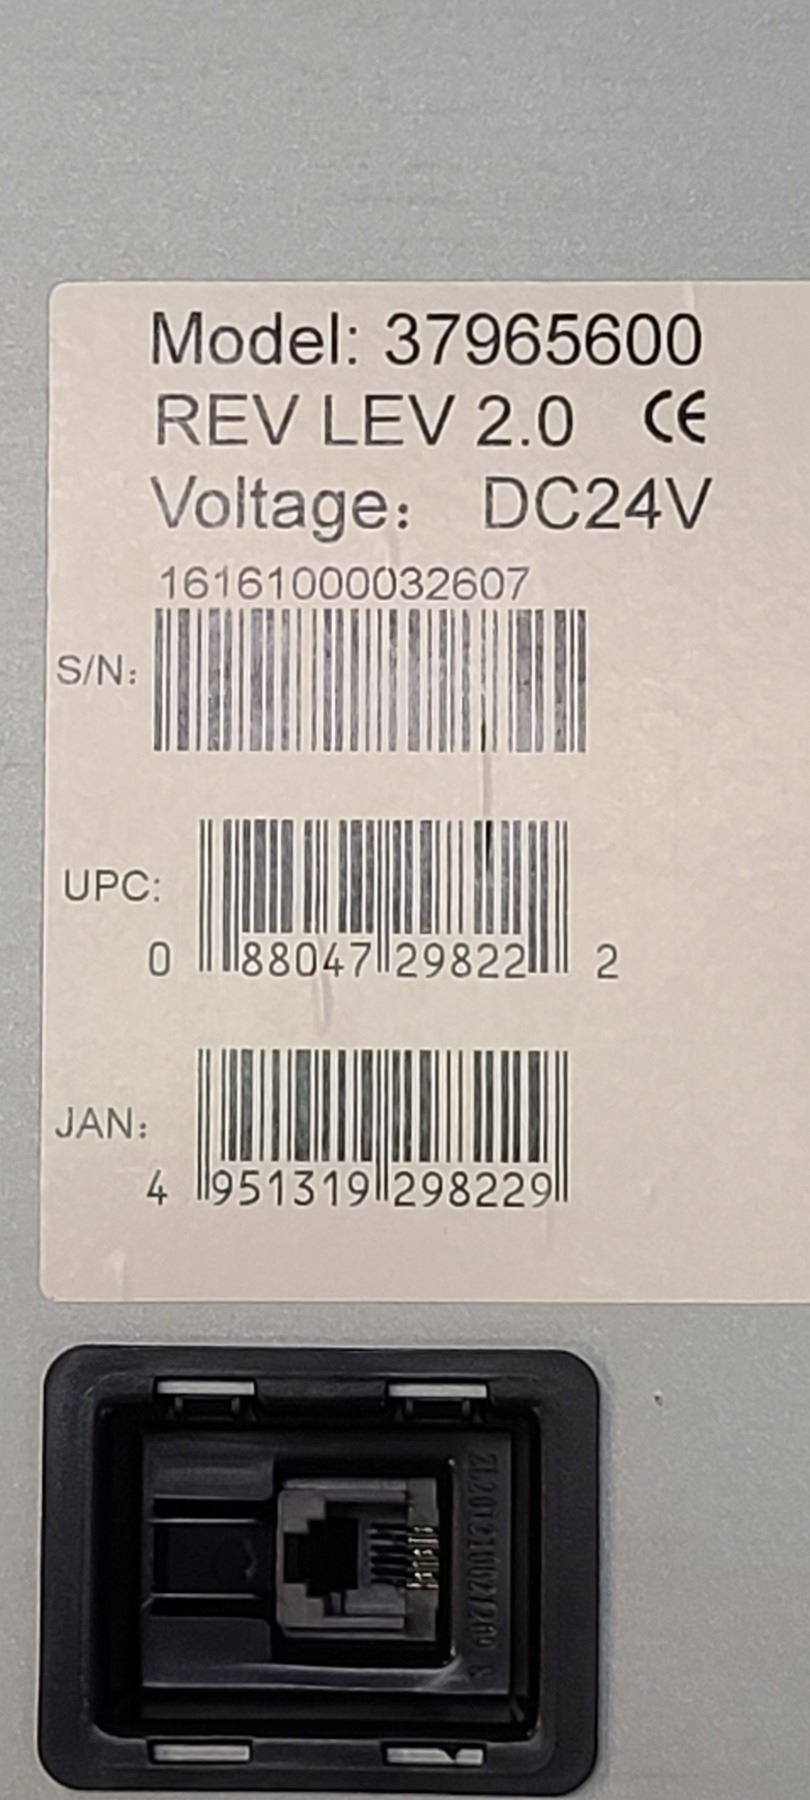 Model: 37965600
REV LEV 2.0 CE
Voltage: DC24V
16161000032607
S/N:
UPC:
0 88047 29822 2
JAN:
4 951319 298229